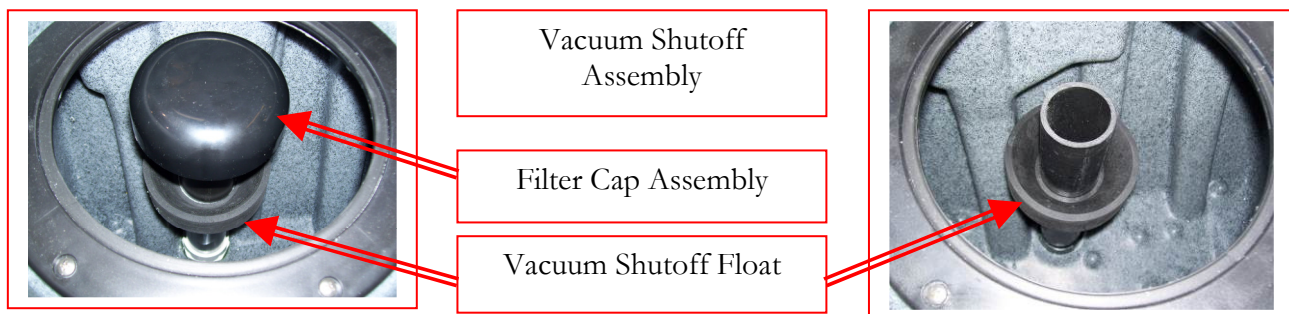 Vacuum Shutoff
Assembly
Filter Cap Assembly
Vacuum Shutoff Float